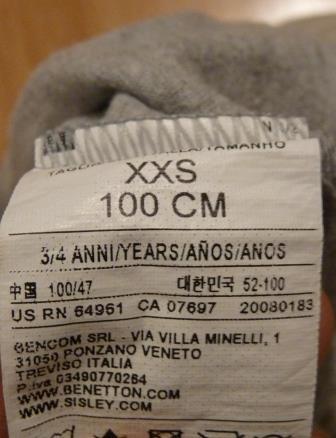 XXS
100 CM
3/4 ANNI/YEARS/AÑOS/ANOS
中国 100/47 대한민국 52-100
US RN 64961 CA 07697 20080183
BENCOM SRL - VIA VILLA MINELLI, 1
31050 PONZANO VENETO
TREVISO ITALIA
P.iva 03490770264
WWW.BENETTON.COM
WWW.SISLEY.COM